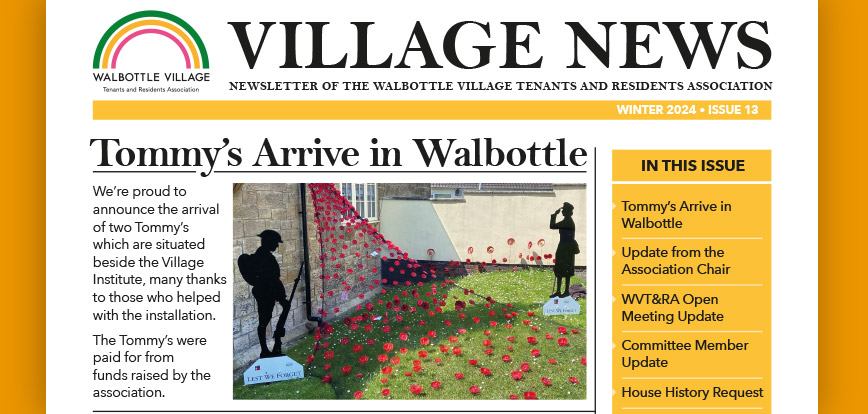 WALBOTTLE VILLAGE
Tenants and Residents Association
VILLAGE NEWS
NEWSLETTER OF THE WALBOTTLE VILLAGE TENANTS AND RESIDENTS ASSOCIATION
WINTER 2024 • ISSUE 13
Tommy’s Arrive in Walbottle
We’re proud to
announce the arrival
of two Tommy’s
which are situated
beside the Village
Institute, many thanks
to those who helped
with the installation.
The Tommy’s were
paid for from
funds raised by the
association.
LEST WE FORGET
LEST WE FORGET
IN THIS ISSUE
Tommy’s Arrive in
Walbottle
Update from the
Association Chair
WVT&RA Open
Meeting Update
Committee Member
Update
House History Request